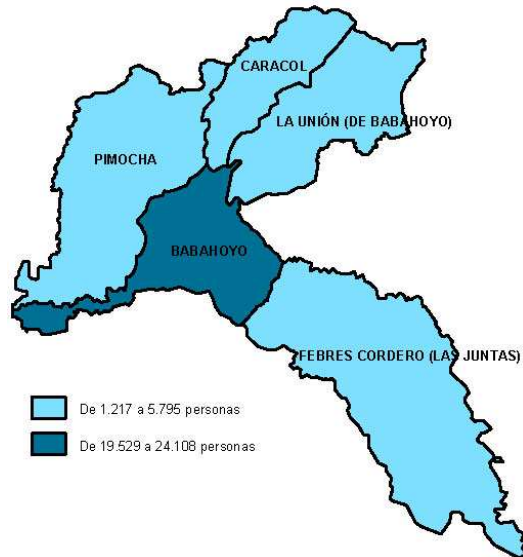 CARACOL
LA UNIÓN (DE BABAHOYO)
PIMOCHA
BABAHOYO
FEBRES CORDERO (LAS JUNTAS)
De 1.217 a 5.795 personas
De 19.529 a 24.108 personas